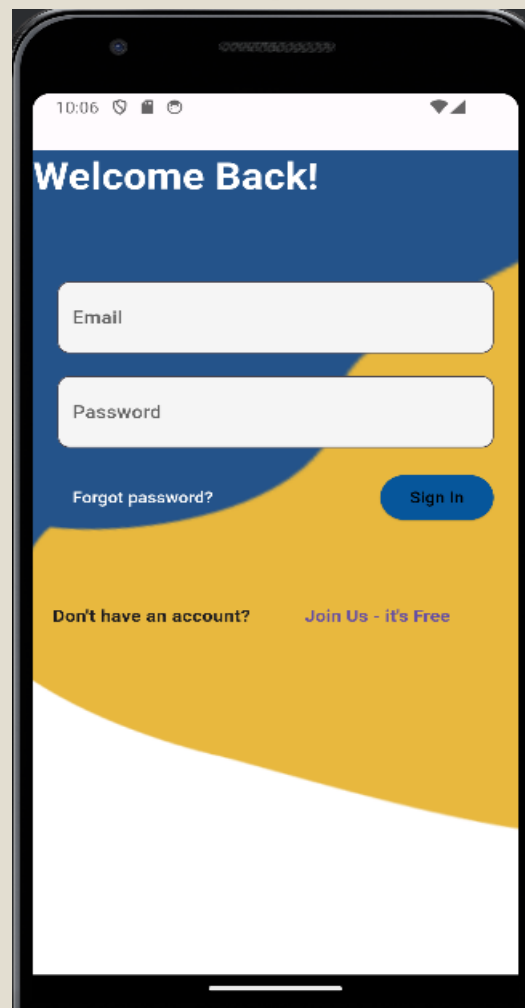 10:06
Welcome Back!
Email
Password
Forgot password? Sign In
Don't have an account? Join Us - it's Free